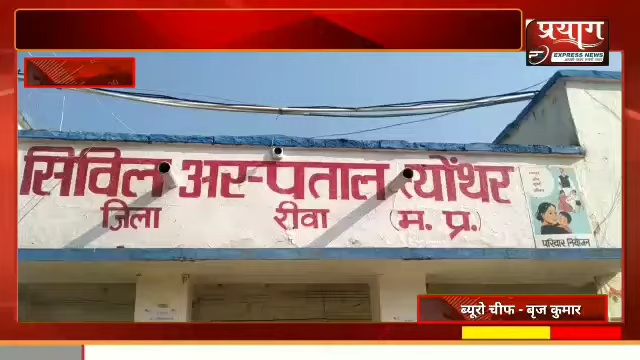 प्रयाग
EXPRESS NEWS
सिविल अस्पताल त्योंथर
जिला रीवा (म. प्र.)
परिवार नियोजन
ब्यूरो चीफ - बृज कुमार